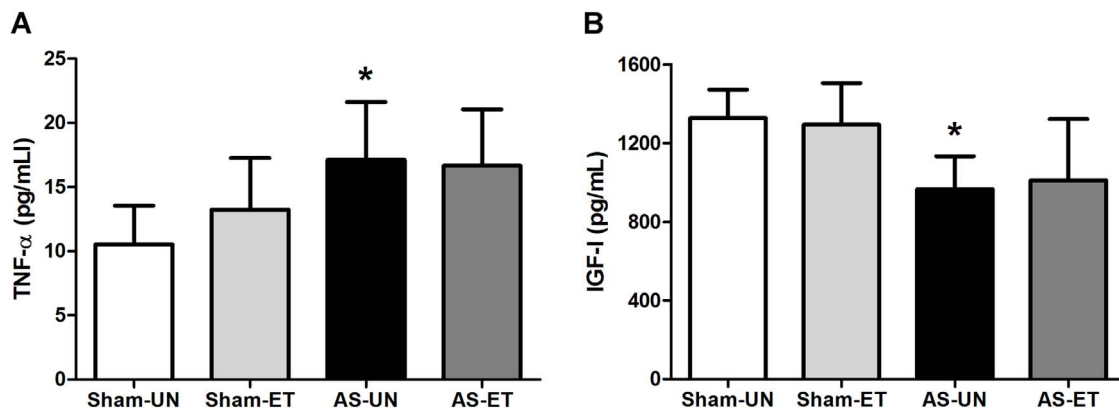 A
TNF-α (pg/mLl)
25
20
15
10
5
0
*
Sham-UN Sham-ET AS-UN AS-ET
B
IGF-I (pg/mL)
1600
1200
800
400
0
*
Sham-UN Sham-ET AS-UN AS-ET